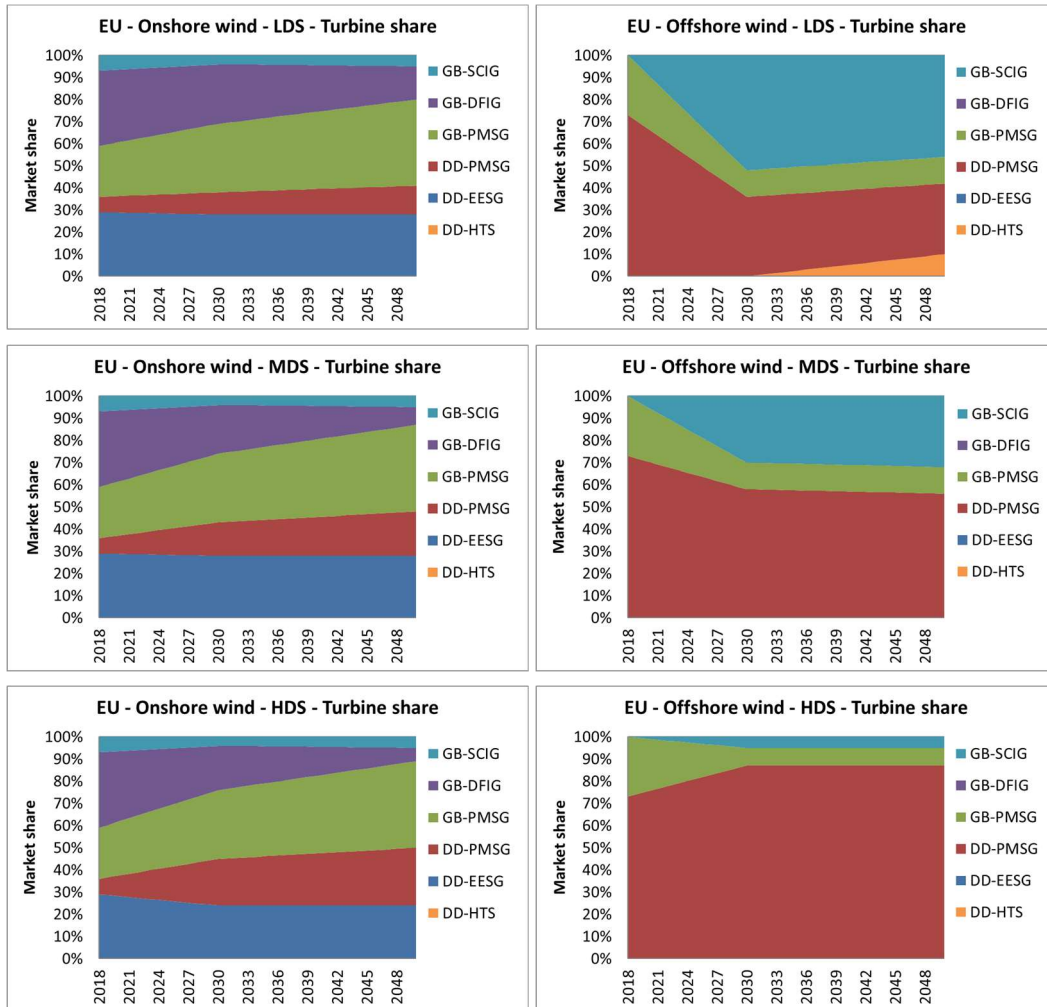 EU - Onshore wind - LDS - Turbine share
Market share
100%
90%
80%
70%
60%
50%
40%
30%
20%
10%
0%
2018
2021
2024
2027
2030
2033
2036
2039
2042
2045
2048
GB-SCIG
GB-DFIG
GB-PMSG
DD-PMSG
DD-EESG
DD-HTS
EU - Offshore wind - LDS - Turbine share
Market share
100%
90%
80%
70%
60%
50%
40%
30%
20%
10%
0%
2018
2021
2024
2027
2030
2033
2036
2039
2042
2045
2048
GB-SCIG
GB-DFIG
GB-PMSG
DD-PMSG
DD-EESG
DD-HTS
EU - Onshore wind - MDS - Turbine share
Market share
100%
90%
80%
70%
60%
50%
40%
30%
20%
10%
0%
2018
2021
2024
2027
2030
2033
2036
2039
2042
2045
2048
GB-SCIG
GB-DFIG
GB-PMSG
DD-PMSG
DD-EESG
DD-HTS
EU - Offshore wind - MDS - Turbine share
Market share
100%
90%
80%
70%
60%
50%
40%
30%
20%
10%
0%
2018
2021
2024
2027
2030
2033
2036
2039
2042
2045
2048
GB-SCIG
GB-DFIG
GB-PMSG
DD-PMSG
DD-EESG
DD-HTS
EU - Onshore wind - HDS - Turbine share
Market share
100%
90%
80%
70%
60%
50%
40%
30%
20%
10%
0%
2018
2021
2024
2027
2030
2033
2036
2039
2042
2045
2048
GB-SCIG
GB-DFIG
GB-PMSG
DD-PMSG
DD-EESG
DD-HTS
EU - Offshore wind - HDS - Turbine share
Market share
100%
90%
80%
70%
60%
50%
40%
30%
20%
10%
0%
2018
2021
2024
2027
2030
2033
2036
2039
2042
2045
2048
GB-SCIG
GB-DFIG
GB-PMSG
DD-PMSG
DD-EESG
DD-HTS